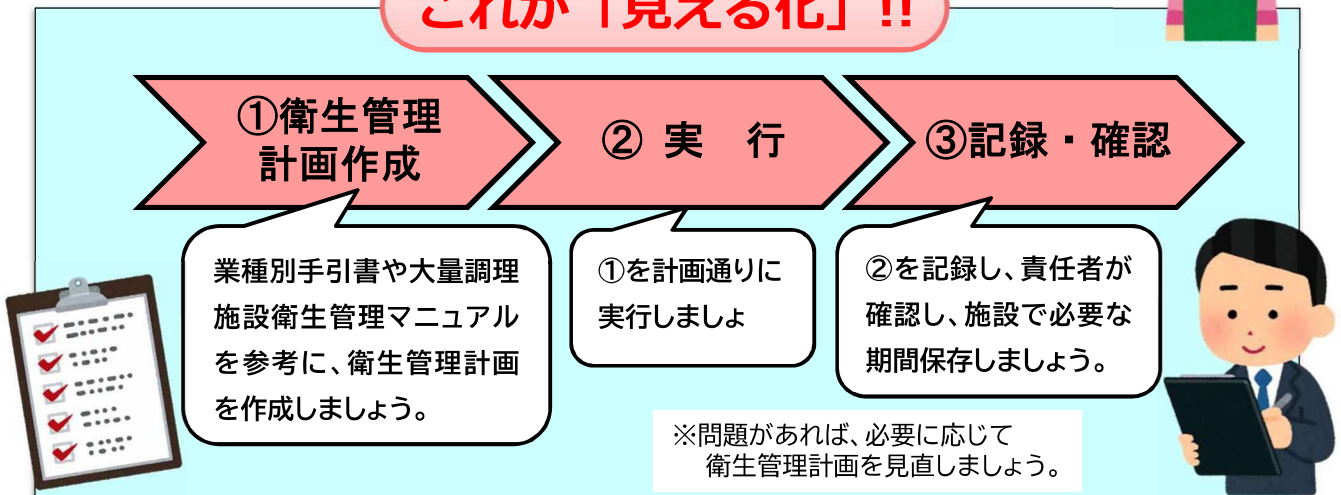 これが「見える化」!!
①衛生管理
計画作成
② 実　行
③記録・確認
業種別手引書や大量調理
施設衛生管理マニュアル
を参考に、衛生管理計画
を作成しましょう。
①を計画通りに
実行しましょ
②を記録し、責任者が
確認し、施設で必要な
期間保存しましょう。
※問題があれば、必要に応じて
衛生管理計画を見直しましょう。